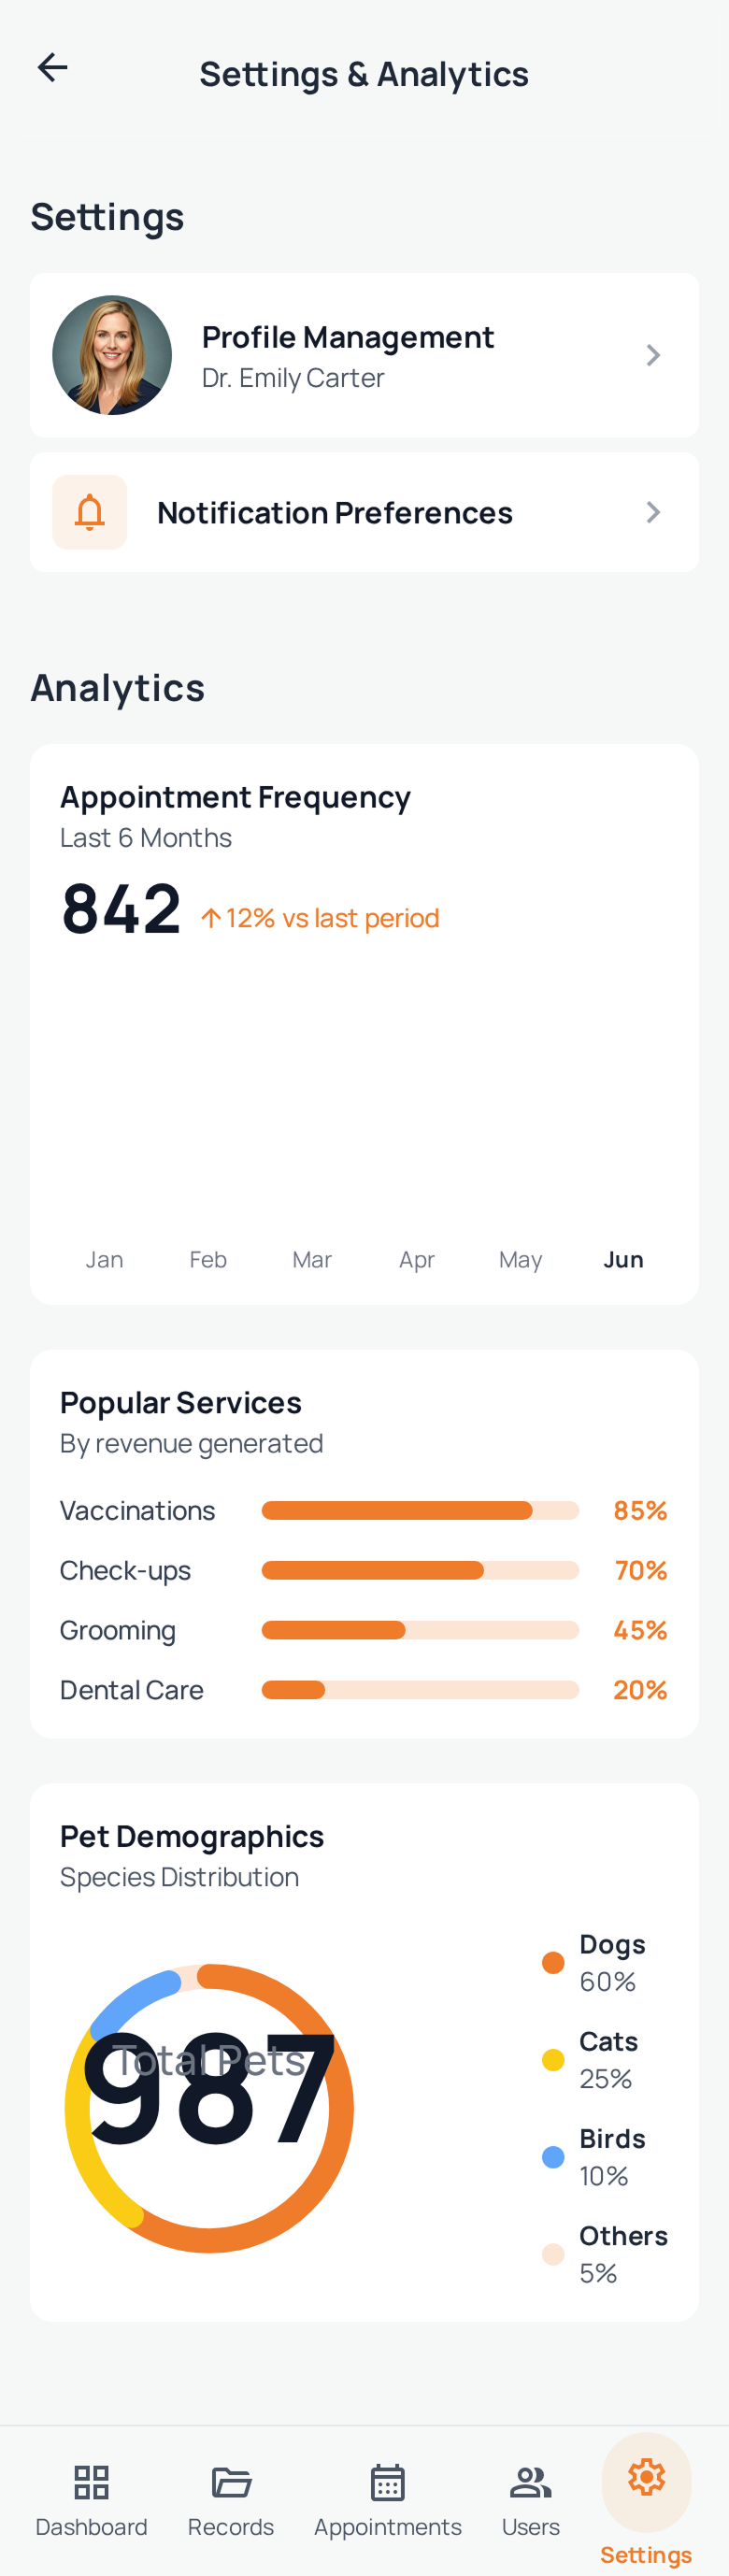 Settings & Analytics
Settings
Profile Management
Dr. Emily Carter
Notification Preferences
Analytics
Appointment Frequency
Last 6 Months
842 ↑12% vs last period
Jan Feb Mar Apr May Jun
Popular Services
By revenue generated
Vaccinations 85%
Check-ups 70%
Grooming 45%
Dental Care 20%
Pet Demographics
Species Distribution
987
Total Pets
Dogs
60%
Cats
25%
Birds
10%
Others
5%
Dashboard Records Appointments Users Settings